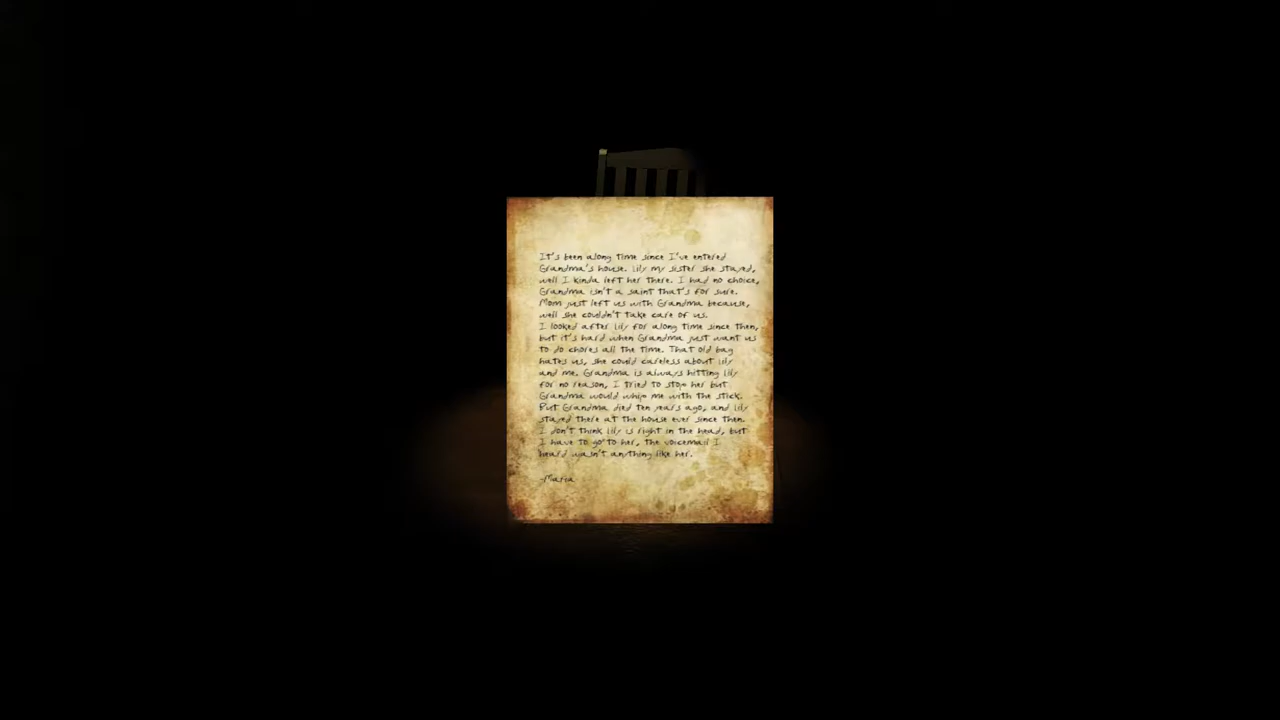 It's been along time since I've entered
Grandma's house. Lily my sister she stayed,
well I kinda left her there. I had no choice,
Grandma isn't a saint that's for sure.
Mom just left us with Grandma because,
well she couldn't take care of us.
I looked after lily for along time since then,
but it's hard when Grandma just want us
to do chores all the time. That old bag
hates us, she could careless about lily
and me. Grandma is always hitting lily
for no reason, I tried to stop her but
Grandma would whip me with the stick.
But Grandma died ten years ago, and lily
stayed there at the house ever since then.
I don't think lily is right in the head, but
I have to go to her, the voicemail I
heard wasn't anything like her.
-Maria